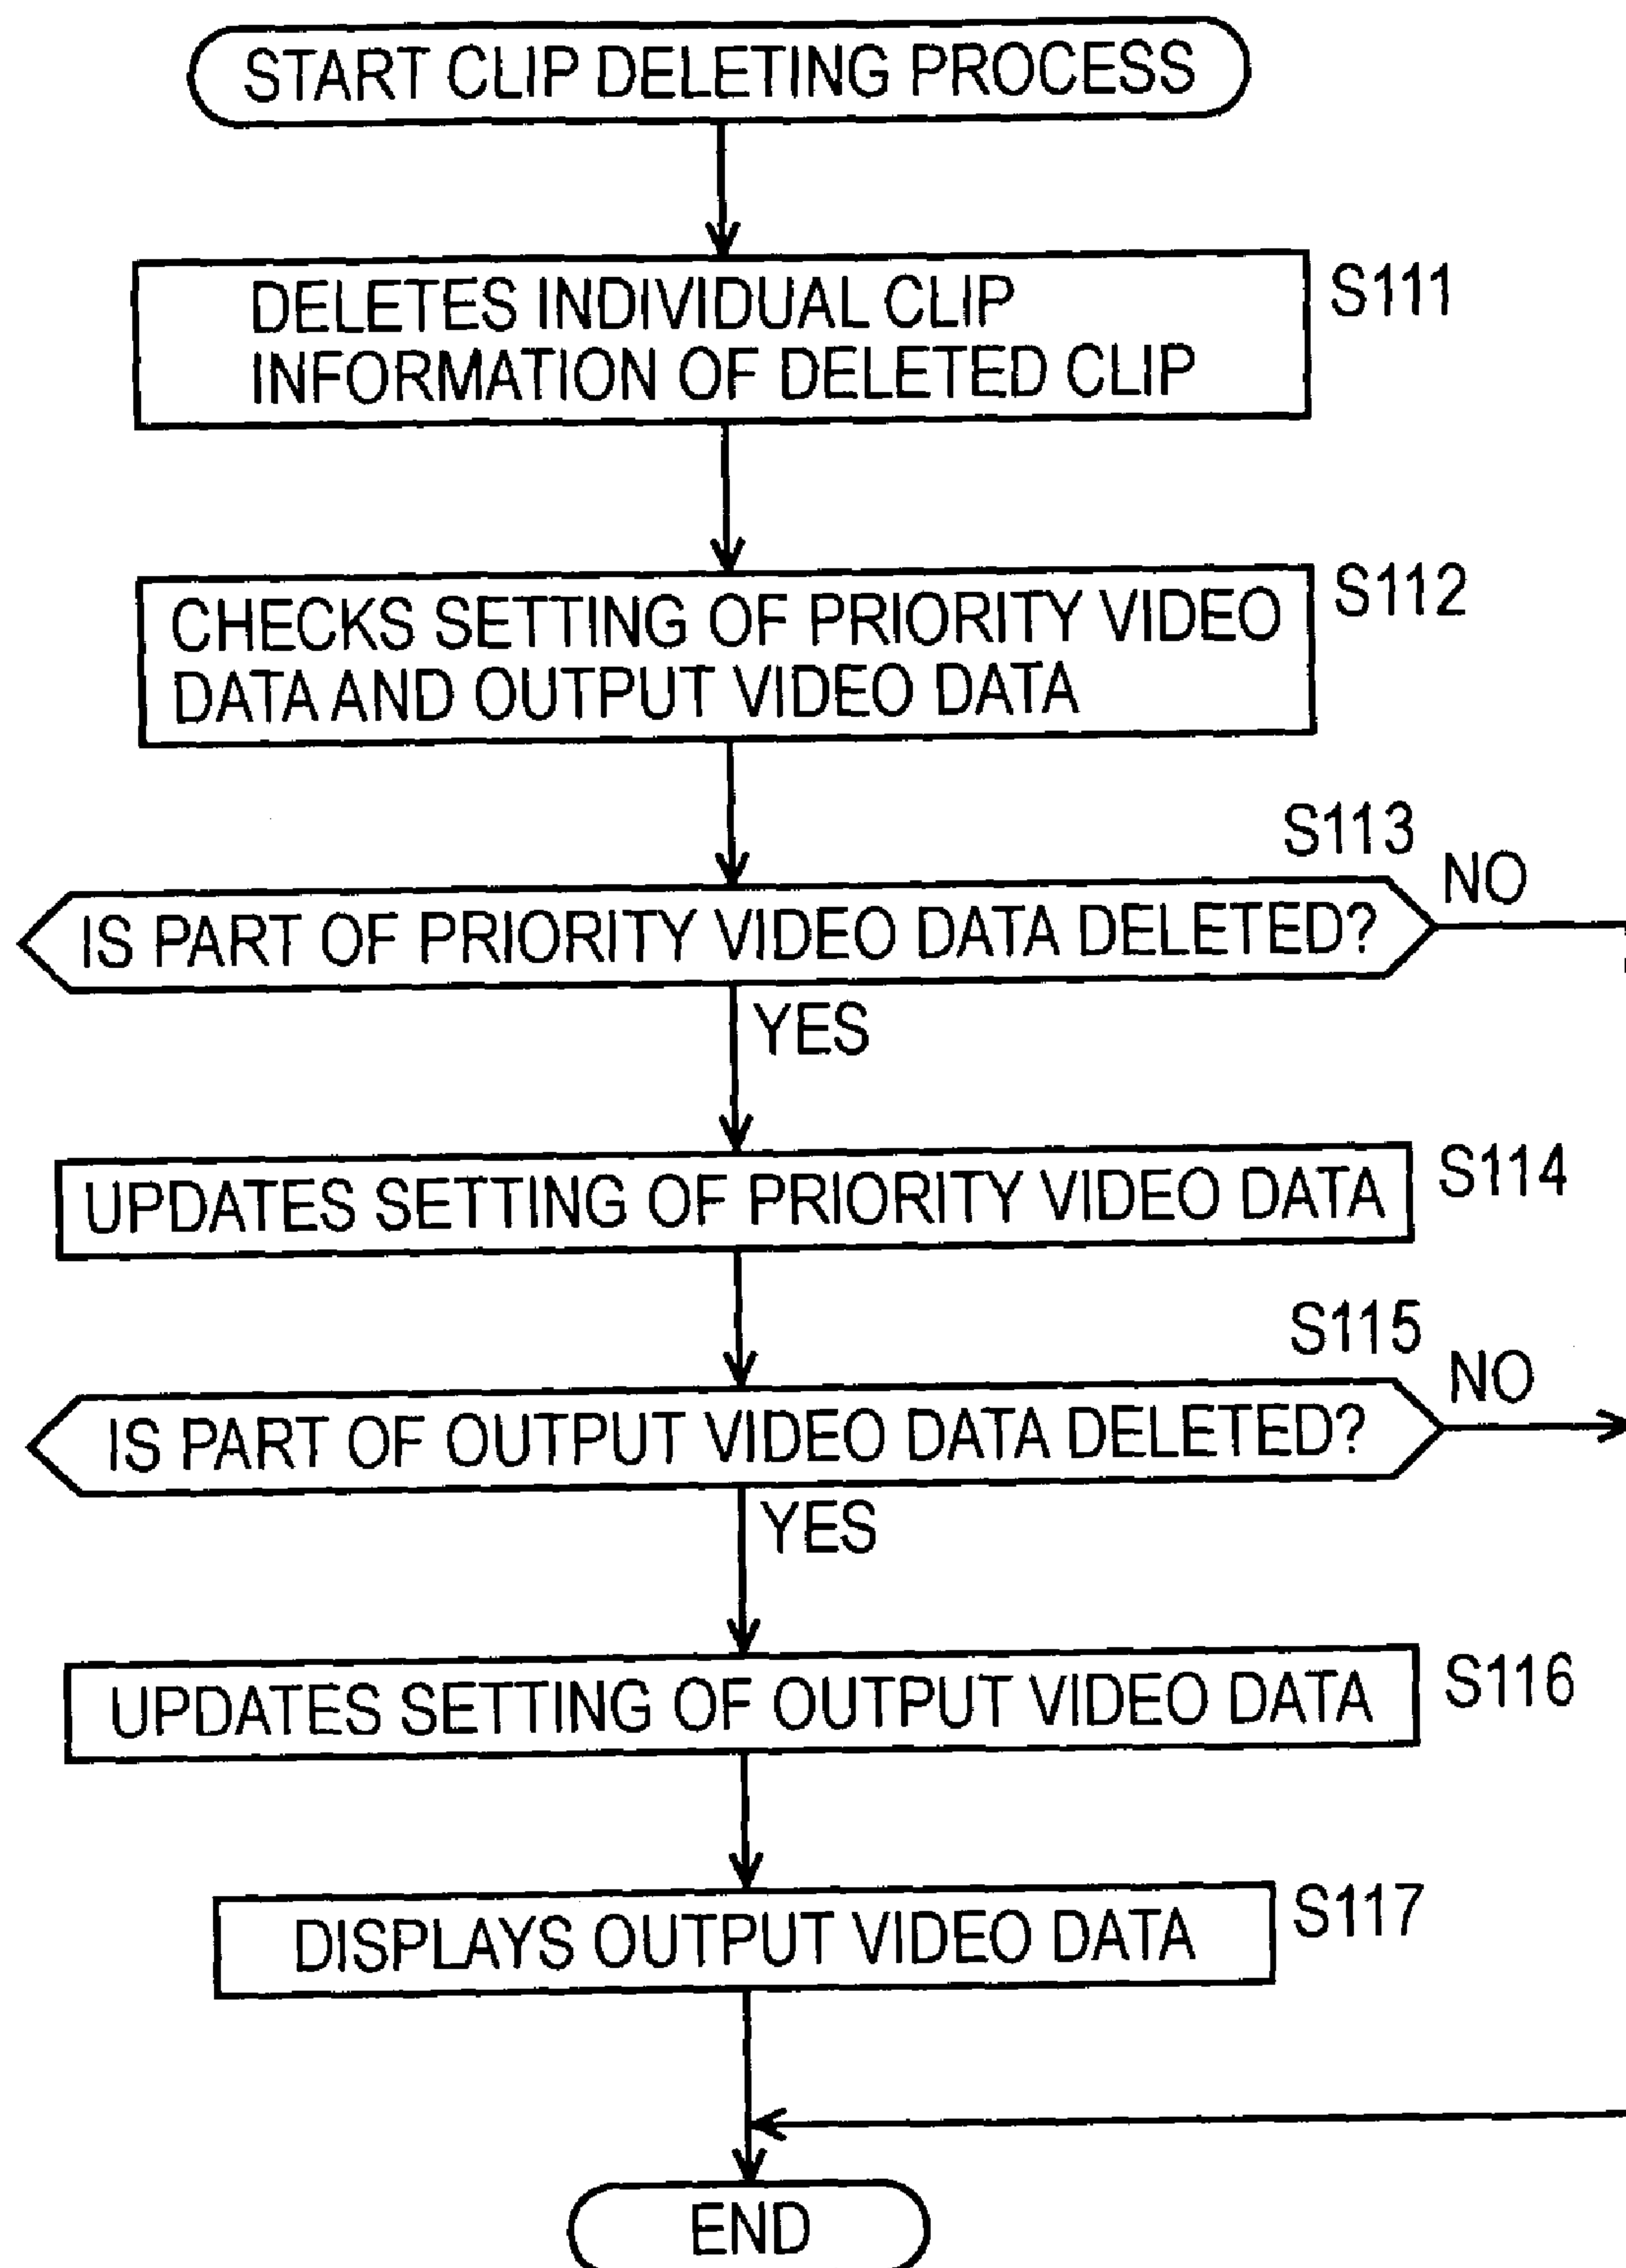 START CLIP DELETING PROCESS
DELETES INDIVIDUAL CLIP
INFORMATION OF DELETED CLIP
S111
CHECKS SETTING OF PRIORITY VIDEO
DATA AND OUTPUT VIDEO DATA
S112
S113
IS PART OF PRIORITY VIDEO DATA DELETED?
NO
YES
UPDATES SETTING OF PRIORITY VIDEO DATA
S114
S115
IS PART OF OUTPUT VIDEO DATA DELETED?
NO
YES
UPDATES SETTING OF OUTPUT VIDEO DATA
S116
DISPLAYS OUTPUT VIDEO DATA
S117
END